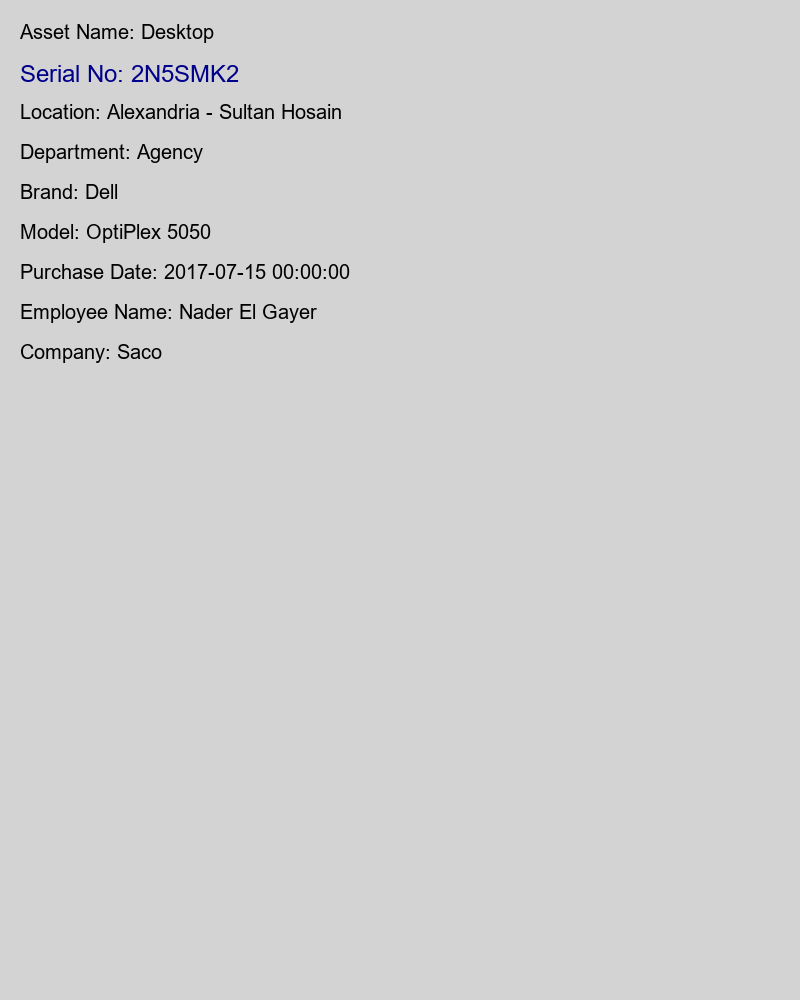 Asset Name: Desktop
Serial No: 2N5SMK2
Location: Alexandria - Sultan Hosain
Department: Agency
Brand: Dell
Model: OptiPlex 5050
Purchase Date: 2017-07-15 00:00:00
Employee Name: Nader El Gayer
Company: Saco